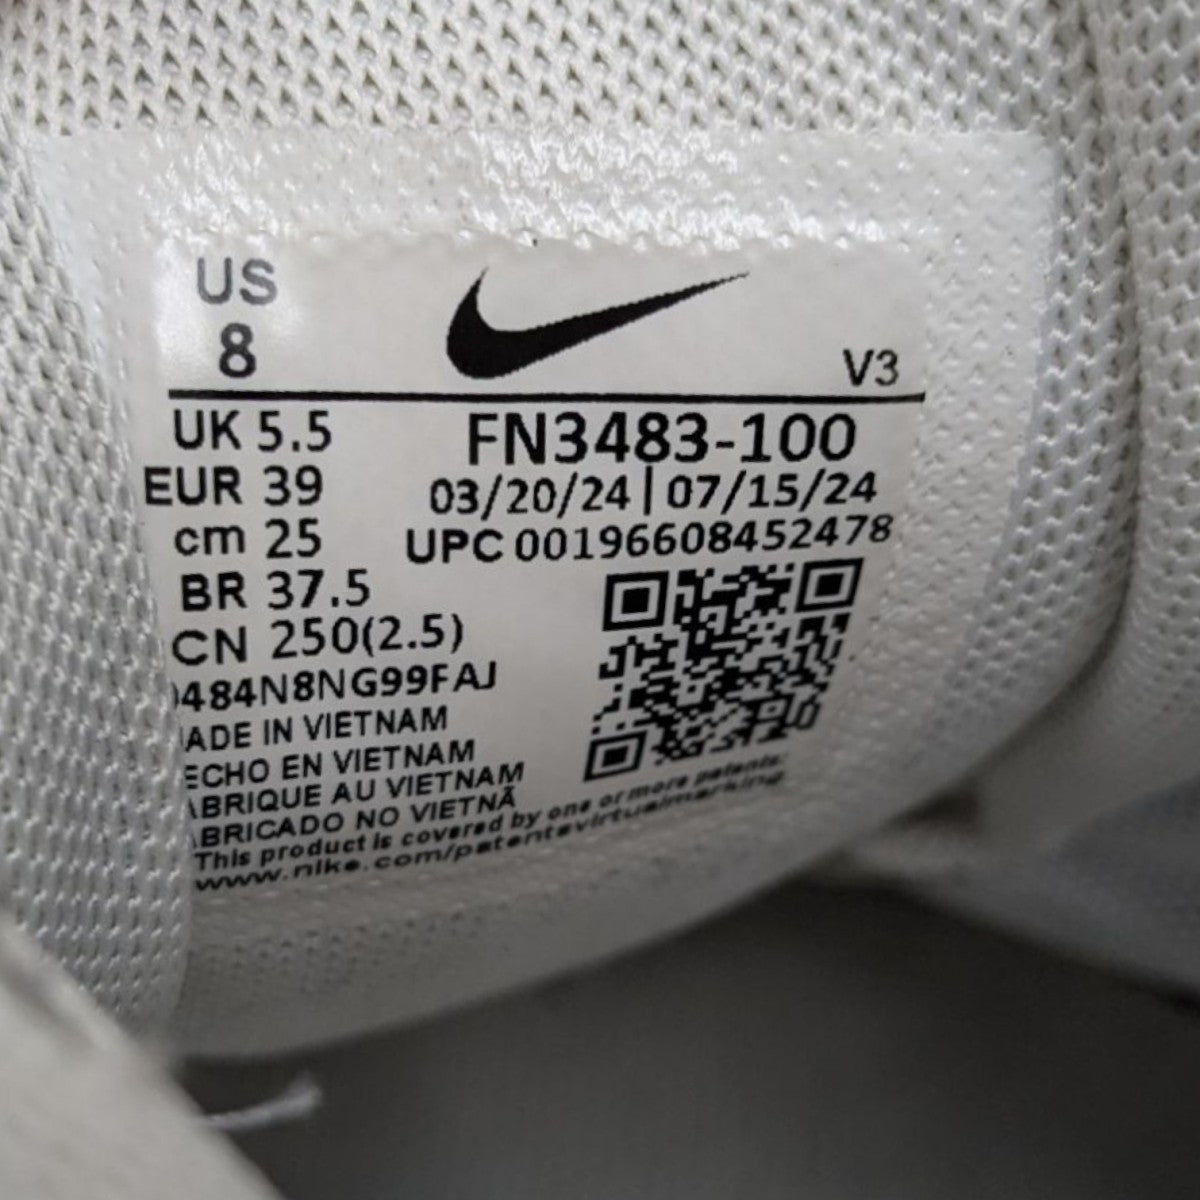 US
8
V3
UK 5.5
FN3483-100
EUR 39
03/20/24 | 07/15/24
cm 25
UPC 00196608452478
BR 37.5
CN 250(2.5)
484N8NG99FAJ
ADE IN VIETNAM
ECHO EN VIETNAM
ABRIQUE AU VIETNAM
ABRICADO NO VIETNÃ
This product is covered by one or more patents.
www.nike.com/patentsvirtualmarking